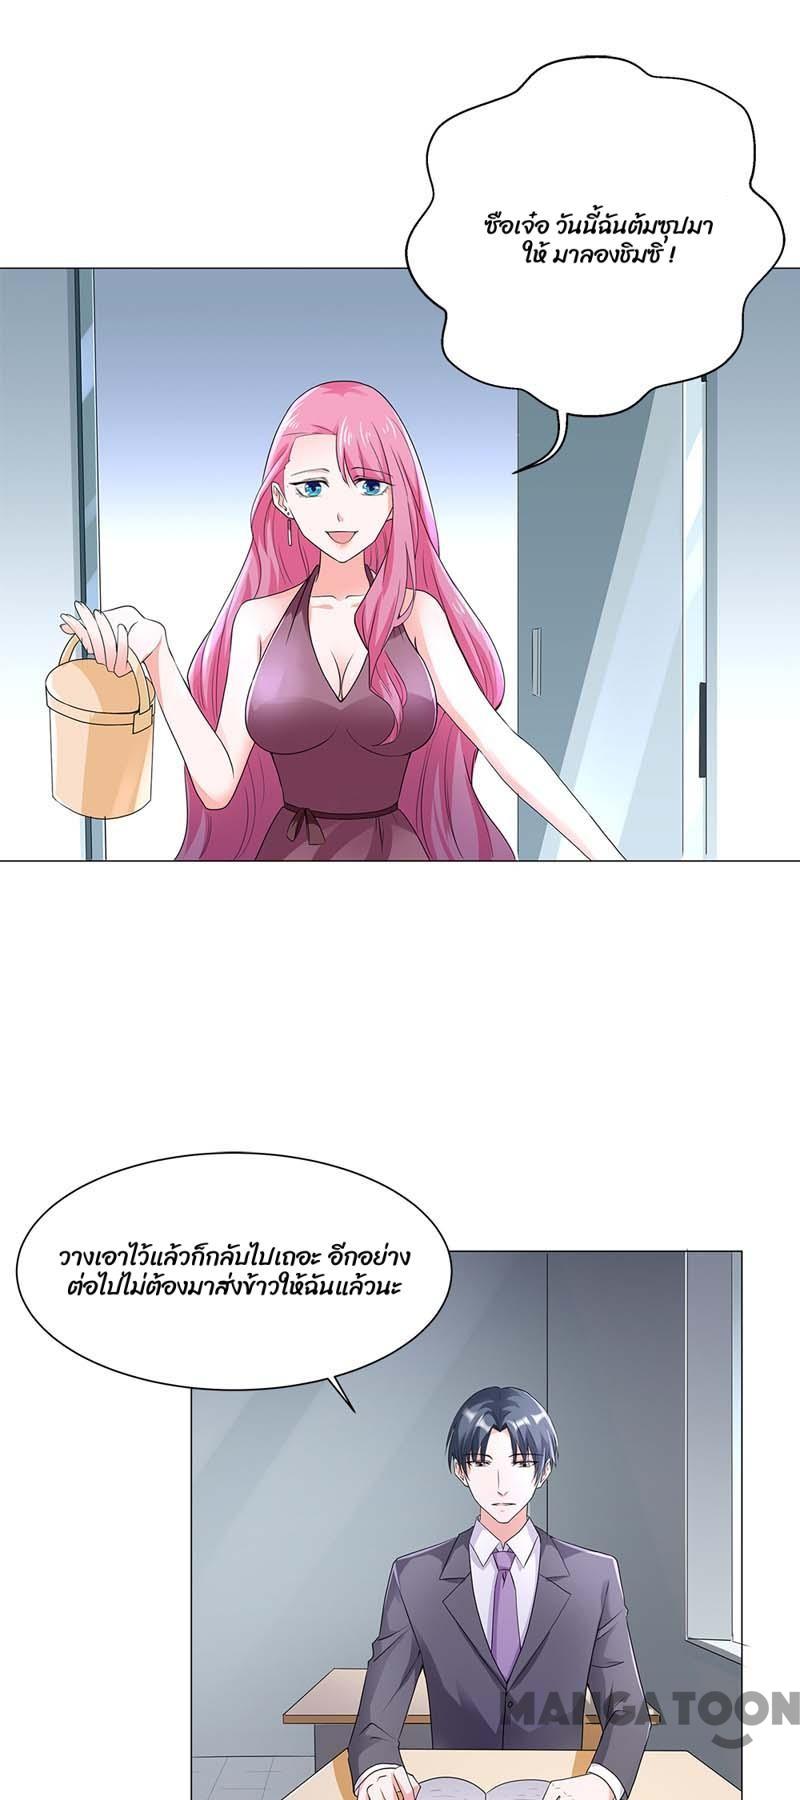 ซือเจ๋อ วันนี้ฉันต้มซุปมา
ให้ มาลองชิมซิ !
วางเอาไว้แล้วก็กลับไปเถอะ อีกอย่าง
ต่อไปไม่ต้องมาส่งข้าวให้ฉันแล้วนะ
MANGATOON